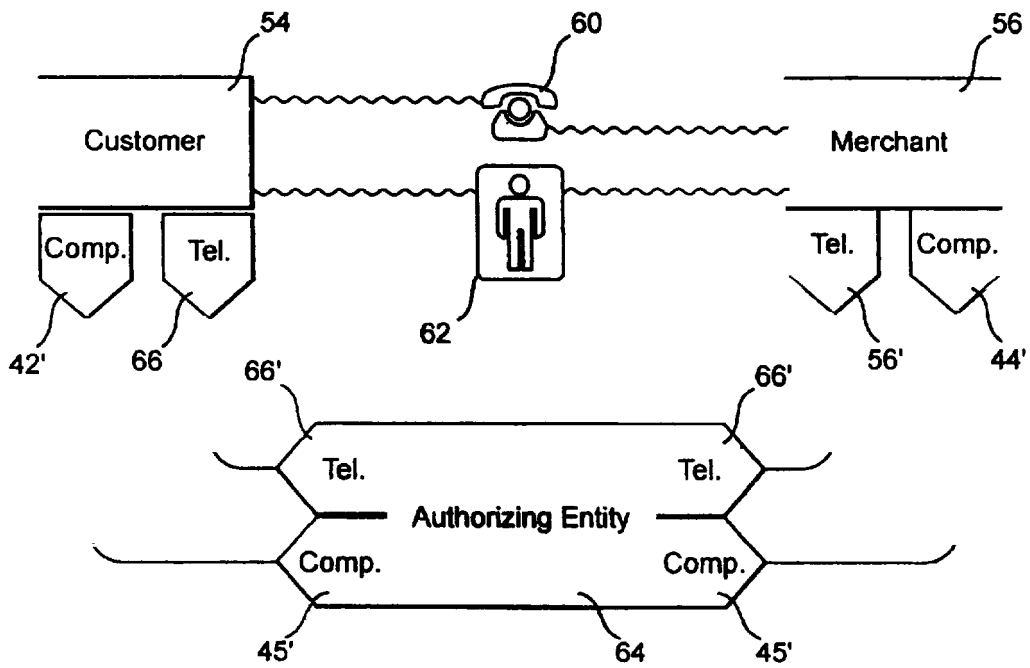 54 60 56
Customer Merchant
Comp. Tel. Tel. Comp.
42' 66 62 56' 44'
66' 66'
Tel. Tel.
Authorizing Entity
Comp. Comp.
45' 64 45'